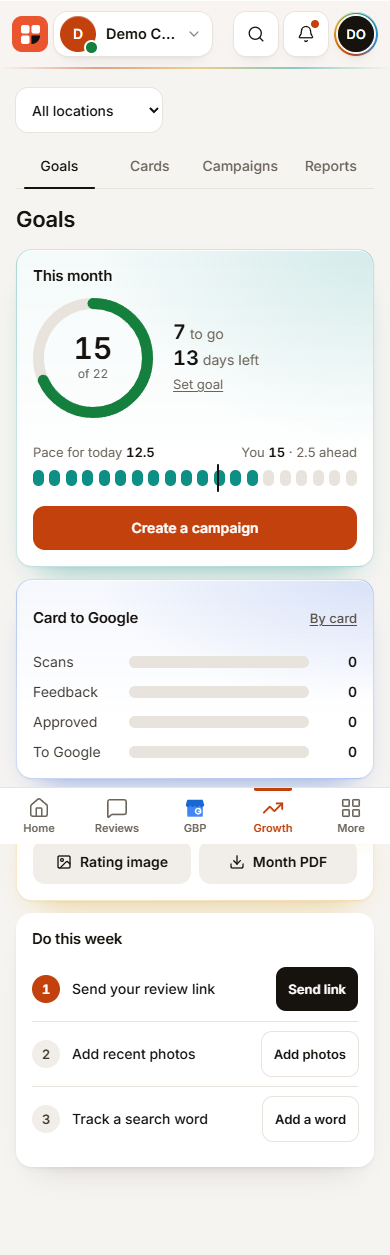 D
Demo C...
DO
All locations
Goals
Cards
Campaigns
Reports
Goals
This month
15
of 22
7 to go
13 days left
Set goal
Pace for today 12.5
You 15 · 2.5 ahead
Create a campaign
Card to Google
By card
Scans
0
Feedback
0
Approved
0
To Google
0
Home
Reviews
GBP
Growth
More
Rating image
Month PDF
Do this week
1
Send your review link
Send link
2
Add recent photos
Add photos
3
Track a search word
Add a word